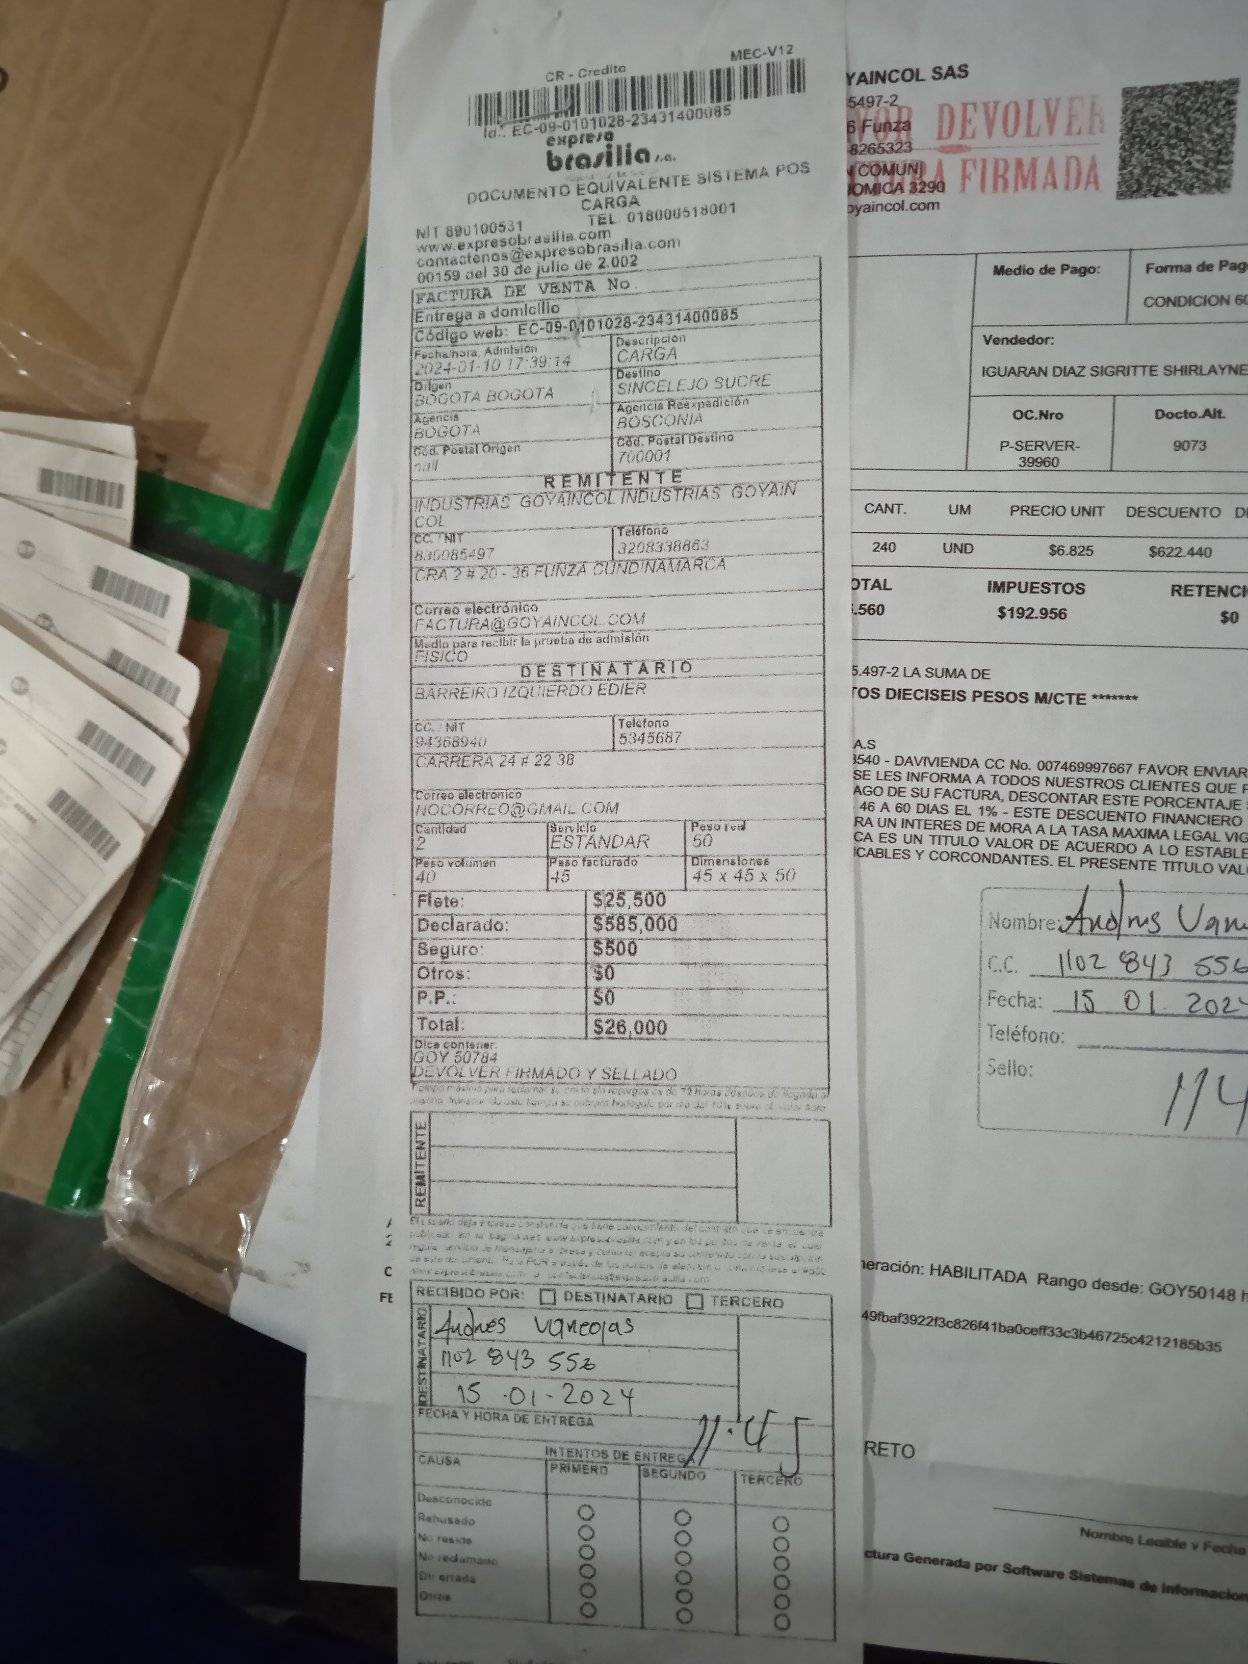 CR - Credito
MEC-V12
Id.: EC-09-0101028-23431400085
expreso
brasilia s.a.
DOCUMENTO EQUIVALENTE SISTEMA POS
CARGA
NIT 890100531
TEL. 018000518001
www.expresobrasilia.com
contactenos@expresobrasilia.com
00159 del 30 de julio de 2.002
FACTURA DE VENTA No
Entrega a domicilio
Código web: EC-09-0101028-23431400085
Fecha/hora. Admisión
2024-01-10 17:39:14
Descripción
CARGA
Origen
BOGOTA BOGOTA
Destino
SINCELEJO SUCRE
Agencia
BOGOTA
Agencia Reexpedición
BOSCONIA
Cód. Postal Origen
null
Cód. Postal Destino
700001
REMITENTE
INDUSTRIAS GOYAINCOL INDUSTRIAS GOYAIN
COL
CC. / NIT
830085497
Teléfono
3208338863
CRA 2 # 20 - 36 FUNZA CUNDINAMARCA
Correo electrónico
FACTURA@GOYAINCOL.COM
Medio para recibir la prueba de admisión
FISICO
DESTINATARIO
BARREIRO IZQUIERDO EDIER
CC. / NIT
94368940
Teléfono
5345687
CARRERA 24 # 22 38
Correo electronico
NOCORREO@GMAIL.COM
Cantidad
2
Servicio
ESTANDAR
Peso real
50
Peso volumen
40
Peso facturado
45
Dimensiones
45 x 45 x 50
Flete: $25,500
Declarado: $585,000
Seguro: $500
Otros: $0
P.P.: $0
Total: $26,000
Dice contener:
GOY 50784
DEVOLVER FIRMADO Y SELLADO
REMITENTE
RECIBIDO POR: DESTINATARIO TERCERO
DESTINATARIO
Andres Vanegas
1102 843 556
15 -01-2024
FECHA Y HORA DE ENTREGA
11:45
CAUSA
INTENTOS DE ENTREGA
PRIMERO SEGUNDO TERCERO
Desconocido
Rehusado
No reside
No reclamado
Dir errada
Otros
YAINCOL SAS
5497-2
6 Funza
8265323
N COMUN)
OMICA 3290
oyaincol.com
VOR DEVOLVER
FIRMADA
Medio de Pago:
Forma de Pag
CONDICION 60
Vendedor:
IGUARAN DIAZ SIGRITTE SHIRLAYNE
OC.Nro
Docto.Alt.
P-SERVER-
39960
9073
CANT. UM PRECIO UNIT DESCUENTO
240 UND $6.825 $622.440
OTAL IMPUESTOS RETENCI
.560 $192.956 $0
5.497-2 LA SUMA DE
TOS DIECISEIS PESOS M/CTE *******
A.S
3540 - DAVIVIENDA CC No. 007469997667 FAVOR ENVIAR
SE LES INFORMA A TODOS NUESTROS CLIENTES QUE
AGO DE SU FACTURA, DESCONTAR ESTE PORCENTAJE
46 A 60 DIAS EL 1% - ESTE DESCUENTO FINANCIERO
RA UN INTERES DE MORA A LA TASA MAXIMA LEGAL VIG
CA ES UN TITULO VALOR DE ACUERDO A LO ESTABLE
ICABLES Y CORCONDANTES. EL PRESENTE TITULO VAL
Nombre: Andres Van
C.C. 1102 843 556
Fecha: 15 01. 2024
Teléfono:
Sello:
114
neración: HABILITADA Rango desde: GOY50148 h
49fbaf3922f3c826f41ba0ceff33c3b46725c4212185b35
RETO
Nombre Legible y Fecha
ctura Generada por Software Sistemas de Informacion